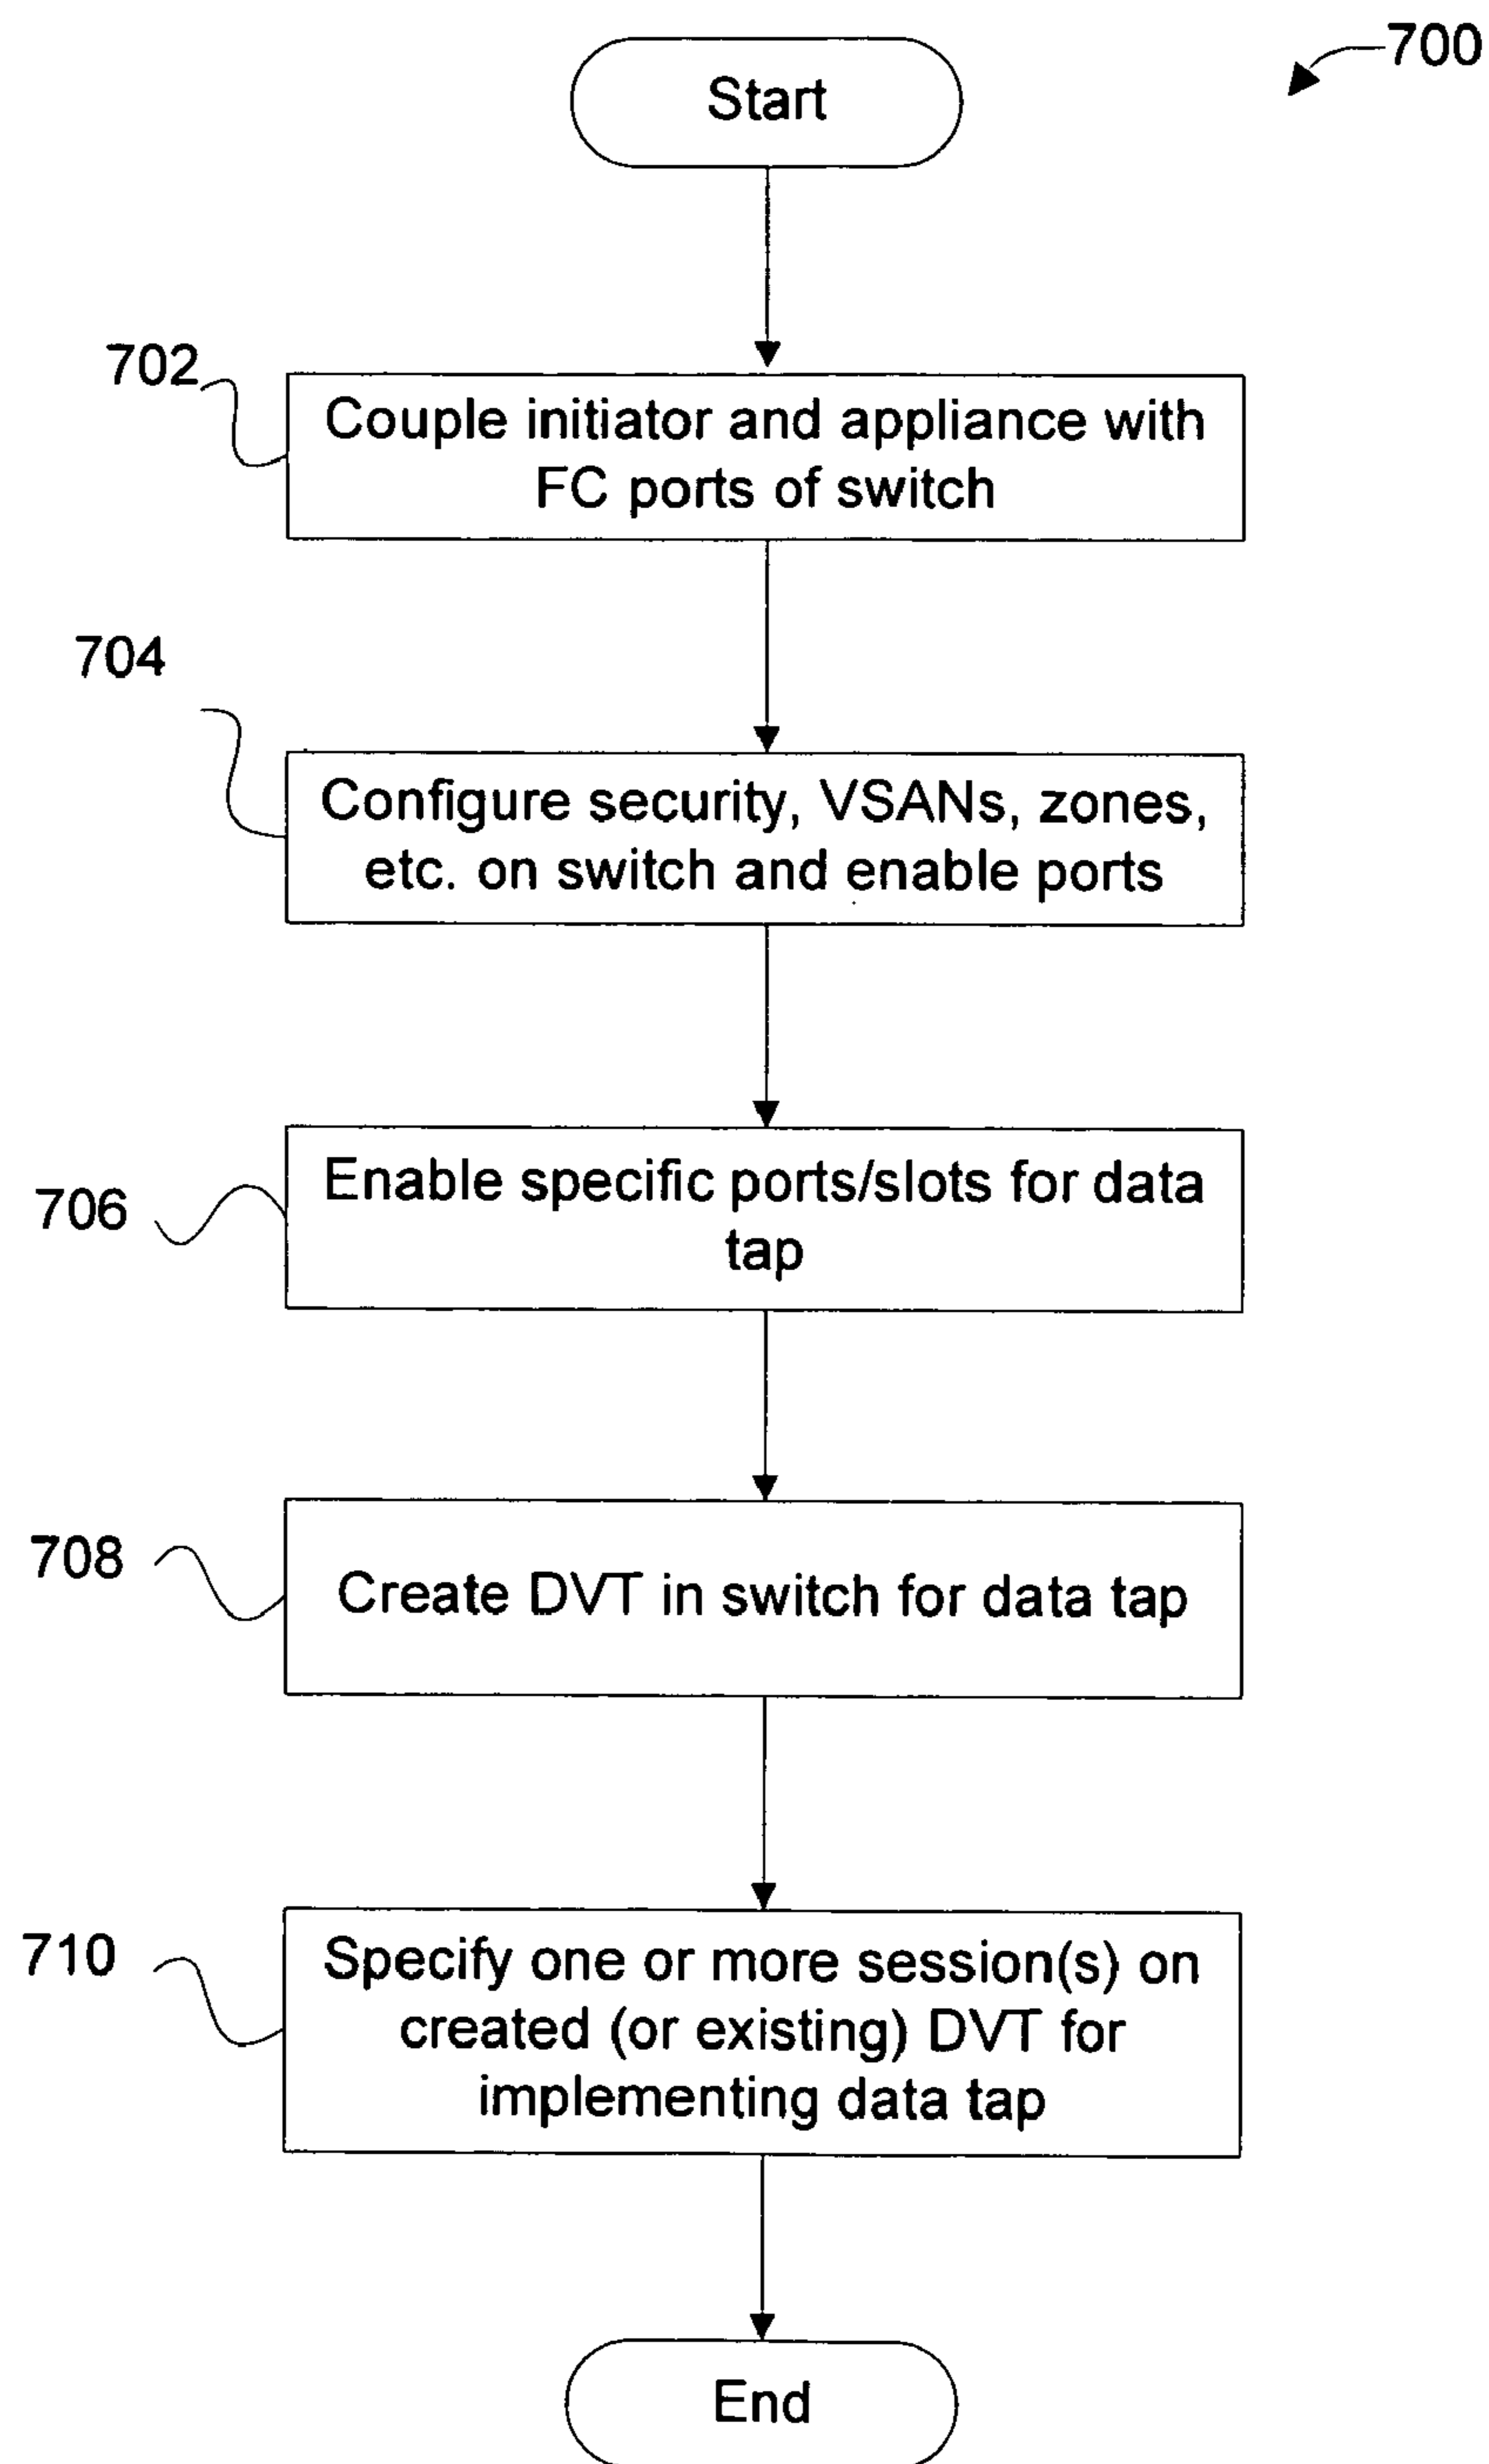 700
Start
702
Couple initiator and appliance with
FC ports of switch
704
Configure security, VSANs, zones,
etc. on switch and enable ports
706
Enable specific ports/slots for data
tap
708
Create DVT in switch for data tap
710
Specify one or more session(s) on
created (or existing) DVT for
implementing data tap
End